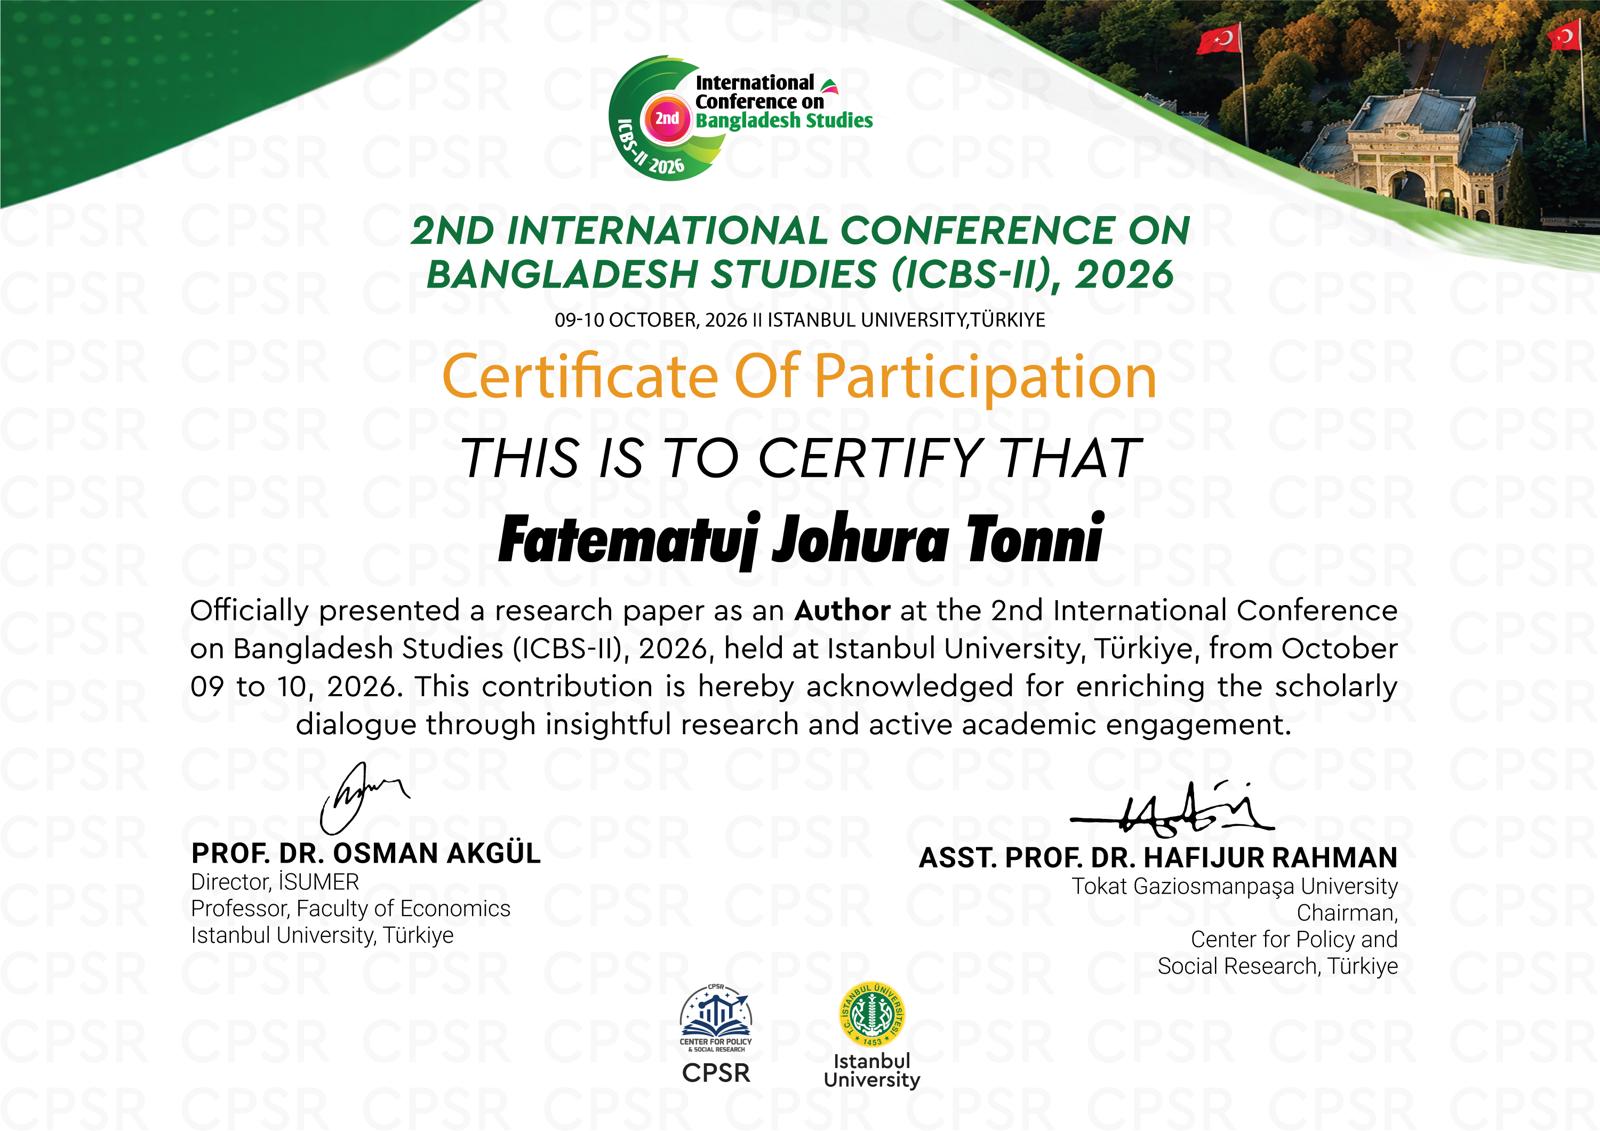 International
Conference on
Bangladesh Studies
2nd
ICBS-II 2026
2ND INTERNATIONAL CONFERENCE ON
BANGLADESH STUDIES (ICBS-II), 2026
09-10 OCTOBER, 2026 II ISTANBUL UNIVERSITY,TÜRKIYE
Certificate Of Participation
THIS IS TO CERTIFY THAT
Fatematuj Johura Tonni
Officially presented a research paper as an Author at the 2nd International Conference
on Bangladesh Studies (ICBS-II), 2026, held at Istanbul University, Türkiye, from October
09 to 10, 2026. This contribution is hereby acknowledged for enriching the scholarly
dialogue through insightful research and active academic engagement.
PROF. DR. OSMAN AKGÜL
Director, İSUMER
Professor, Faculty of Economics
Istanbul University, Türkiye
ASST. PROF. DR. HAFIJUR RAHMAN
Tokat Gaziosmanpaşa University
Chairman,
Center for Policy and
Social Research, Türkiye
CPSR
CENTER FOR POLICY
& SOCIAL RESEARCH
CPSR
T.C. İSTANBUL ÜNİVERSİTESİ
1453
Istanbul
University